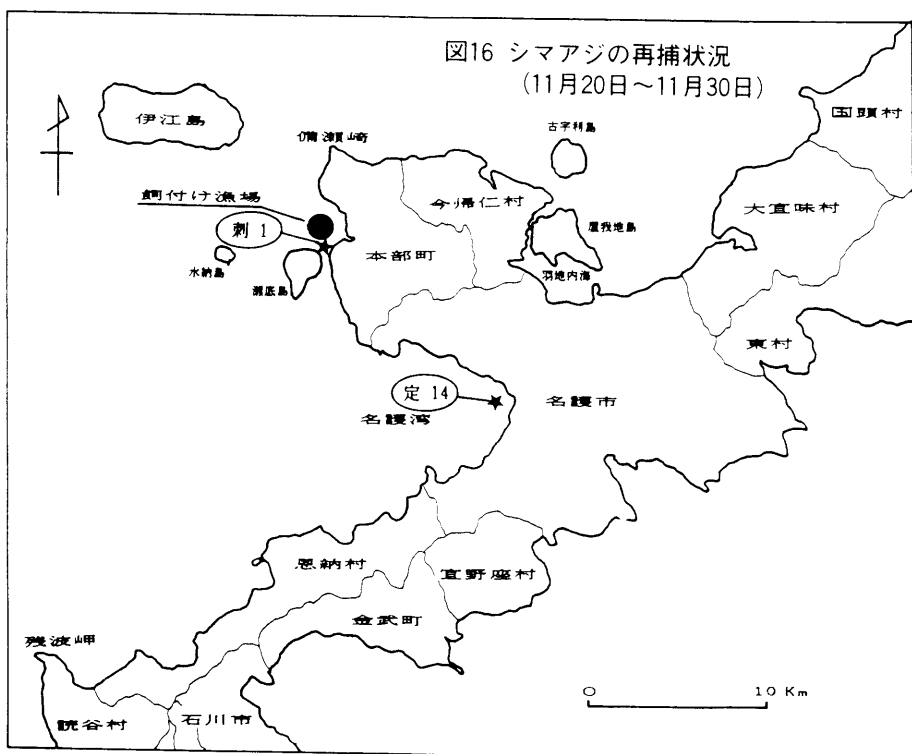 図16 シマアジの再捕状況
(11月20日～11月30日)
国頭村
伊江島
古宇利島
備瀬崎
飼付け漁場
今帰仁村
大宜味村
刺 1
屋我地島
本部町
水納島
瀬底島
羽地内海
東村
定 14
名護湾
名護市
恩納村
宜野座村
金武町
残波岬
読谷村
石川市
0 10 Km